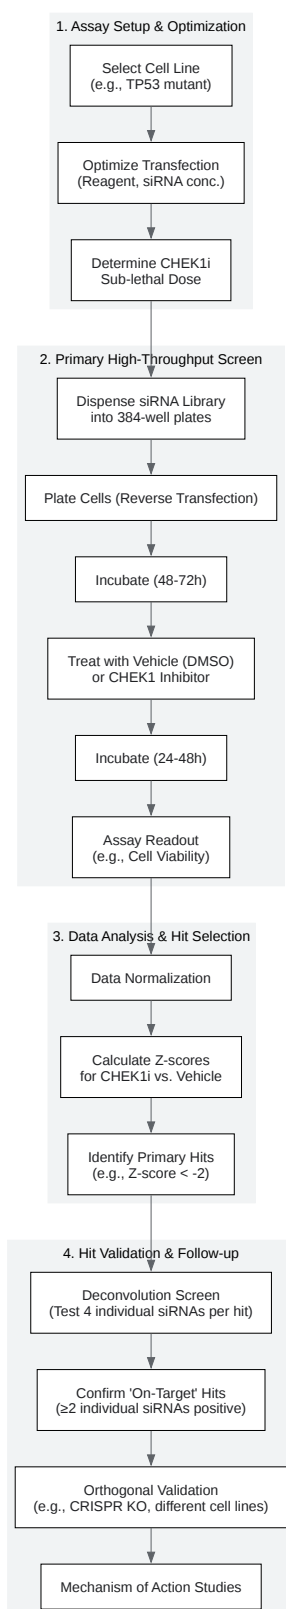 1. Assay Setup & Optimization
Select Cell Line
(e.g., TP53 mutant)
Optimize Transfection
(Reagent, siRNA conc.)
Determine CHEK1i
Sub-lethal Dose
2. Primary High-Throughput Screen
Dispense siRNA Library
into 384-well plates
Plate Cells (Reverse Transfection)
Incubate (48-72h)
Treat with Vehicle (DMSO)
or CHEK1 Inhibitor
Incubate (24-48h)
Assay Readout
(e.g., Cell Viability)
3. Data Analysis & Hit Selection
Data Normalization
Calculate Z-scores
for CHEK1i vs. Vehicle
Identify Primary Hits
(e.g., Z-score < -2)
4. Hit Validation & Follow-up
Deconvolution Screen
(Test 4 individual siRNAs per hit)
Confirm 'On-Target' Hits
(≥2 individual siRNAs positive)
Orthogonal Validation
(e.g., CRISPR KO, different cell lines)
Mechanism of Action Studies